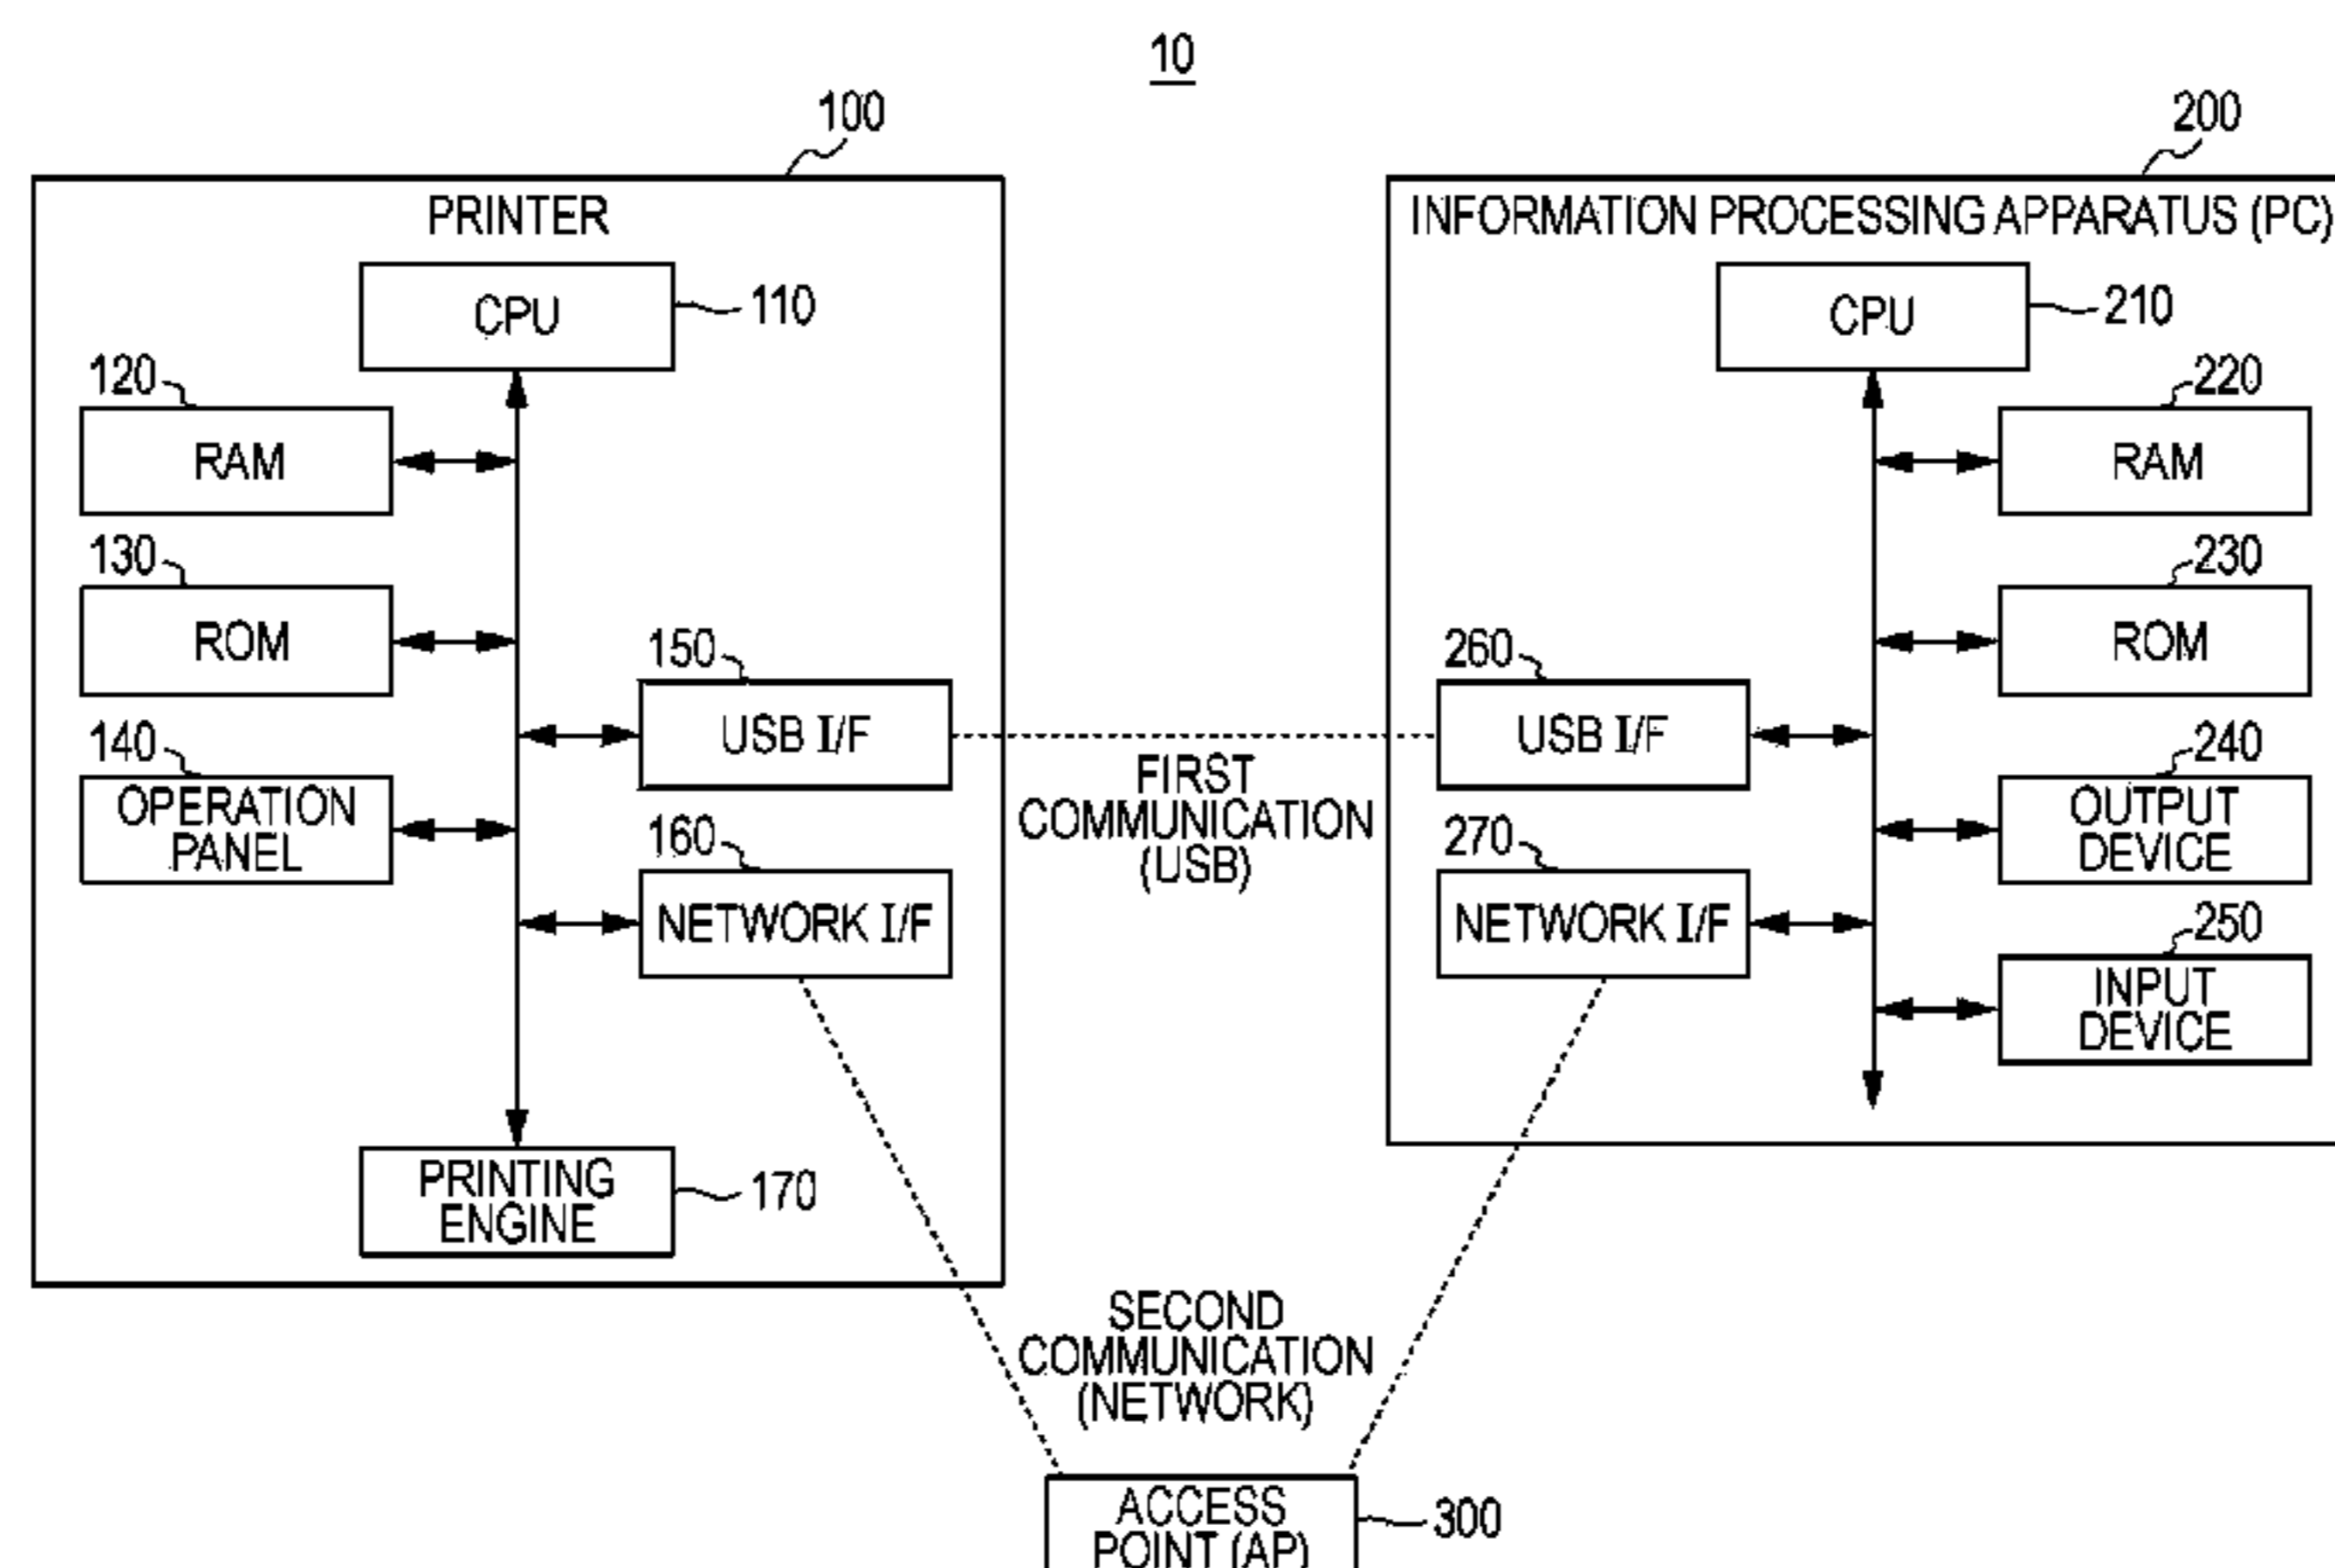 10
100
200
PRINTER
INFORMATION PROCESSING APPARATUS (PC)
CPU
110
CPU
210
120
RAM
220
RAM
130
ROM
230
ROM
150
USB I/F
260
USB I/F
140
OPERATION
PANEL
FIRST
COMMUNICATION
(USB)
240
OUTPUT
DEVICE
160
NETWORK I/F
270
NETWORK I/F
250
INPUT
DEVICE
PRINTING
ENGINE
170
SECOND
COMMUNICATION
(NETWORK)
ACCESS
POINT (AP)
300